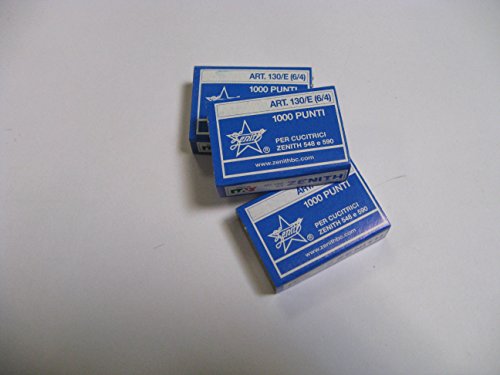 ART. 130/E (6/4)
1000 PUNTI
ART. 130/E (6/4)
1000 PUNTI
Zenith ®
PER CUCITRICI
ZENITH 548 e 590
www.zenithbc.com
ZENITH
1000 PUNTI
Zenith ®
PER CUCITRICI
ZENITH 548 e 590
www.zenithbc.com